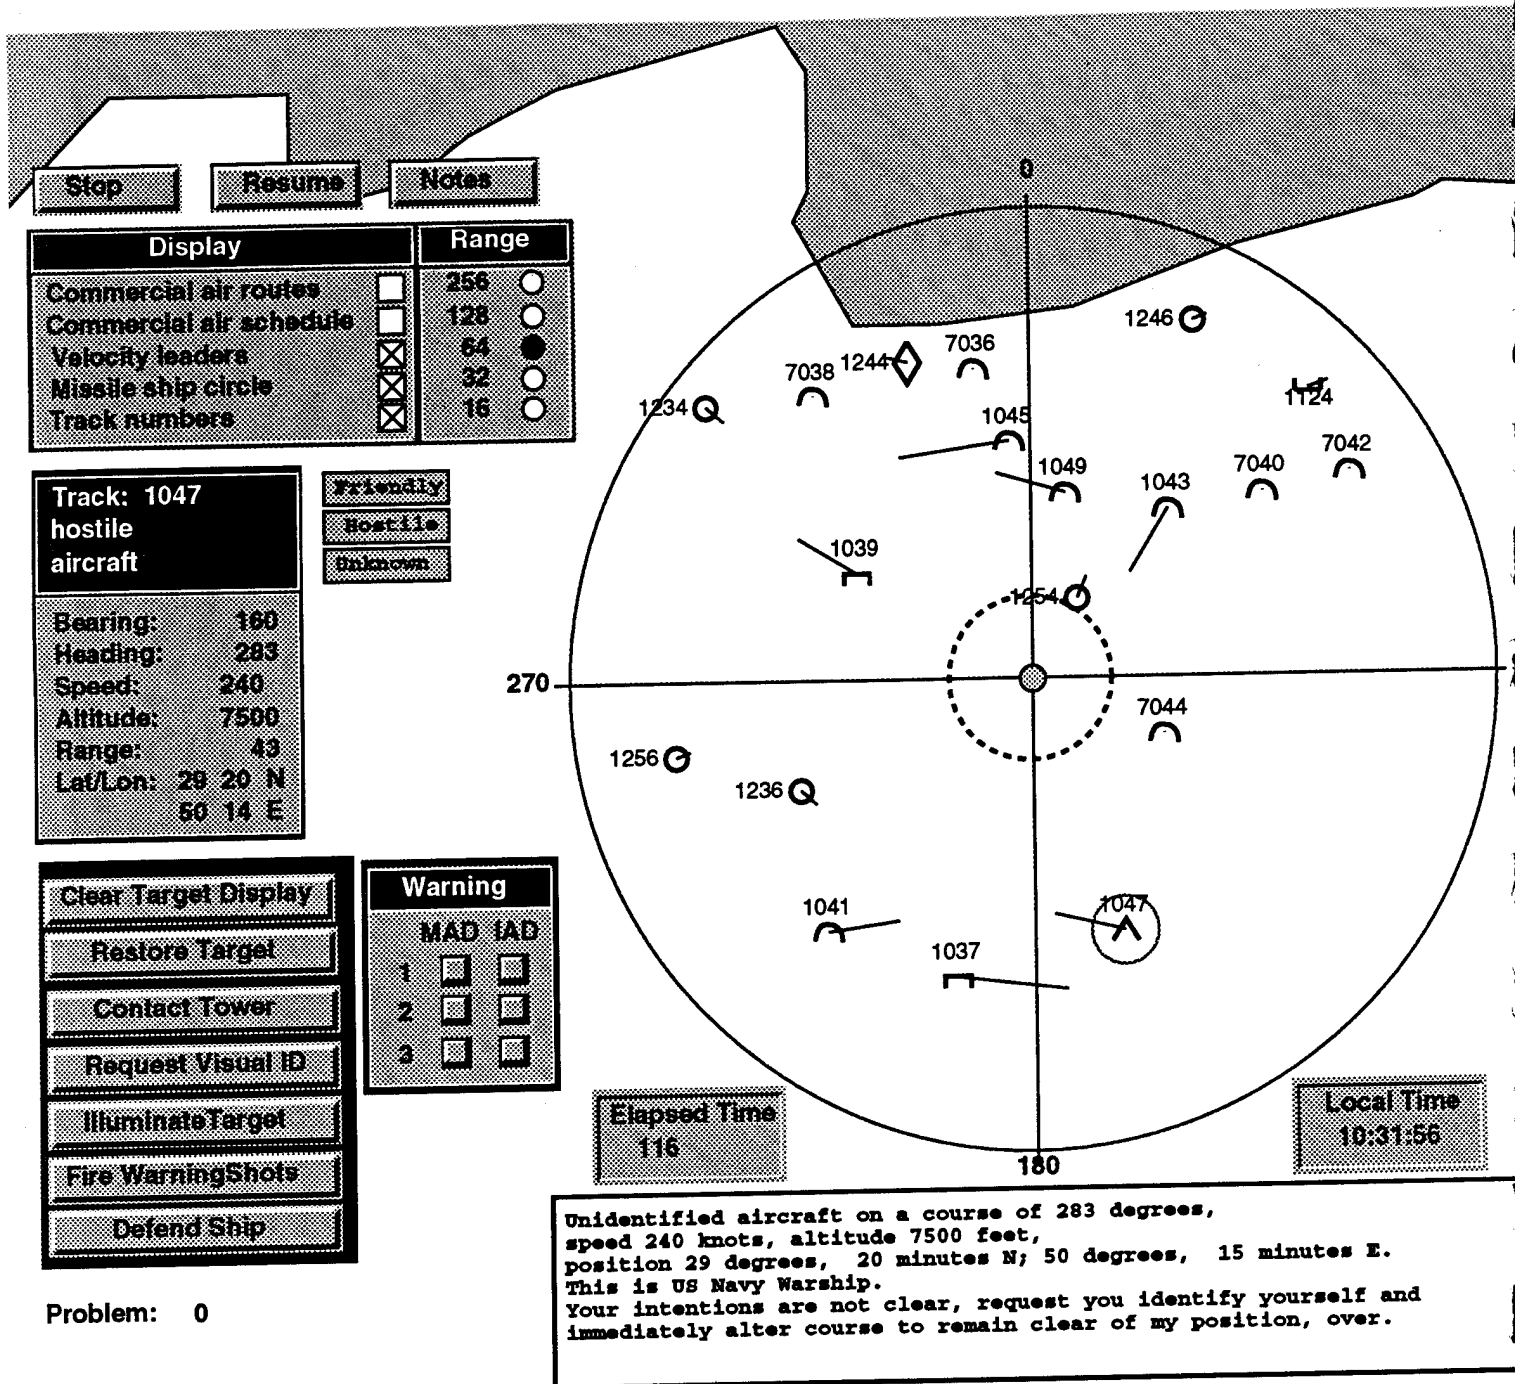 Stop Resume Notes
Display Range
Commercial air routes 256
Commercial air schedule 128
Velocity leaders 64
Missile ship circle 32
Track numbers 16
Track: 1047
hostile
aircraft
Friendly
Hostile
Unknown
Bearing: 160
Heading: 283
Speed: 240
Altitude: 7500
Range: 43
Lat/Lon: 29 20 N
50 14 E
Clear Target Display
Restore Target
Contact Tower
Request Visual ID
IlluminateTarget
Fire WarningShots
Defend Ship
Warning
MAD IAD
1
2
3
Problem: 0
0
1246
7036
1244
7038
1124
1234
1045
7042
7040
1049
1043
1039
1254
270
7044
1256
1236
1041
1047
1037
180
Elapsed Time
116
Local Time
10:31:56
Unidentified aircraft on a course of 283 degrees,
speed 240 knots, altitude 7500 feet,
position 29 degrees, 20 minutes N; 50 degrees, 15 minutes E.
This is US Navy Warship.
Your intentions are not clear, request you identify yourself and
immediately alter course to remain clear of my position, over.